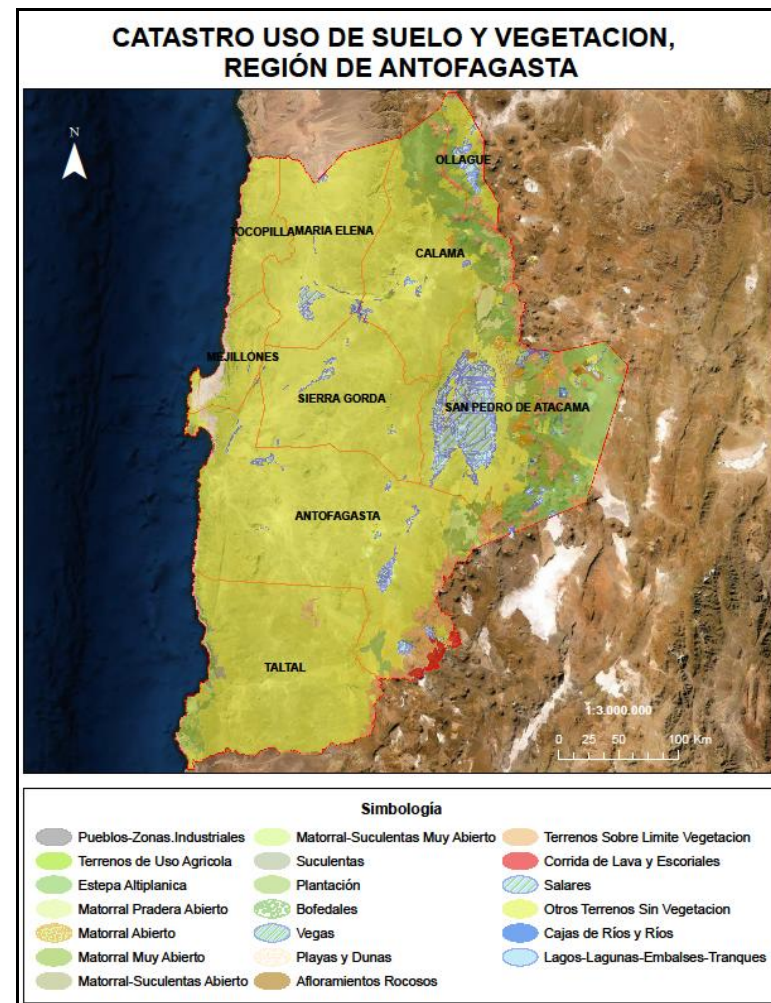 CATASTRO USO DE SUELO Y VEGETACION,
REGIÓN DE ANTOFAGASTA
N
OLLAGUE
TOCOPILLA
MARIA ELENA
CALAMA
MEJILLONES
SIERRA GORDA
SAN PEDRO DE ATACAMA
ANTOFAGASTA
TALTAL
1:3.000.000
0 25 50 100 Km
Simbología
Pueblos-Zonas.Industriales
Terrenos de Uso Agricola
Estepa Altiplanica
Matorral Pradera Abierto
Matorral Abierto
Matorral Muy Abierto
Matorral-Suculentas Abierto
Matorral-Suculentas Muy Abierto
Suculentas
Plantación
Bofedales
Vegas
Playas y Dunas
Afloramientos Rocosos
Terrenos Sobre Limite Vegetacion
Corrida de Lava y Escoriales
Salares
Otros Terrenos Sin Vegetacion
Cajas de Ríos y Ríos
Lagos-Lagunas-Embalses-Tranques